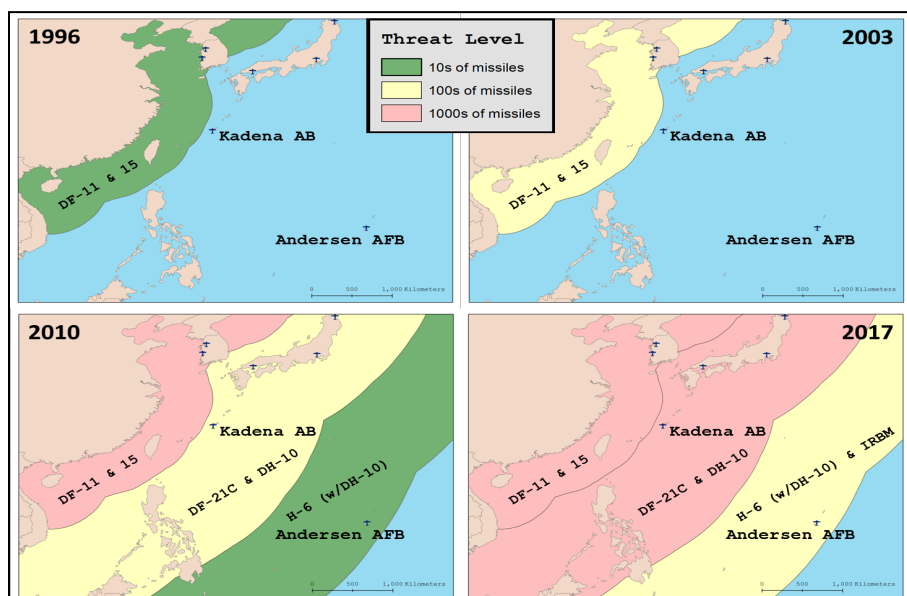 1996
DF-11 & 15
Kadena AB
Andersen AFB
0 500 1,000 Kilometers
Threat Level
10s of missiles
100s of missiles
1000s of missiles
2003
DF-11 & 15
Kadena AB
Andersen AFB
0 500 1,000 Kilometers
2010
DF-11 & 15
Kadena AB
DF-21C & DH-10
H-6 (w/DH-10)
Andersen AFB
0 500 1,000 Kilometers
2017
DF-11 & 15
Kadena AB
DF-21C & DH-10
H-6 (w/DH-10) & IRBM
Andersen AFB
0 500 1,000 Kilometers